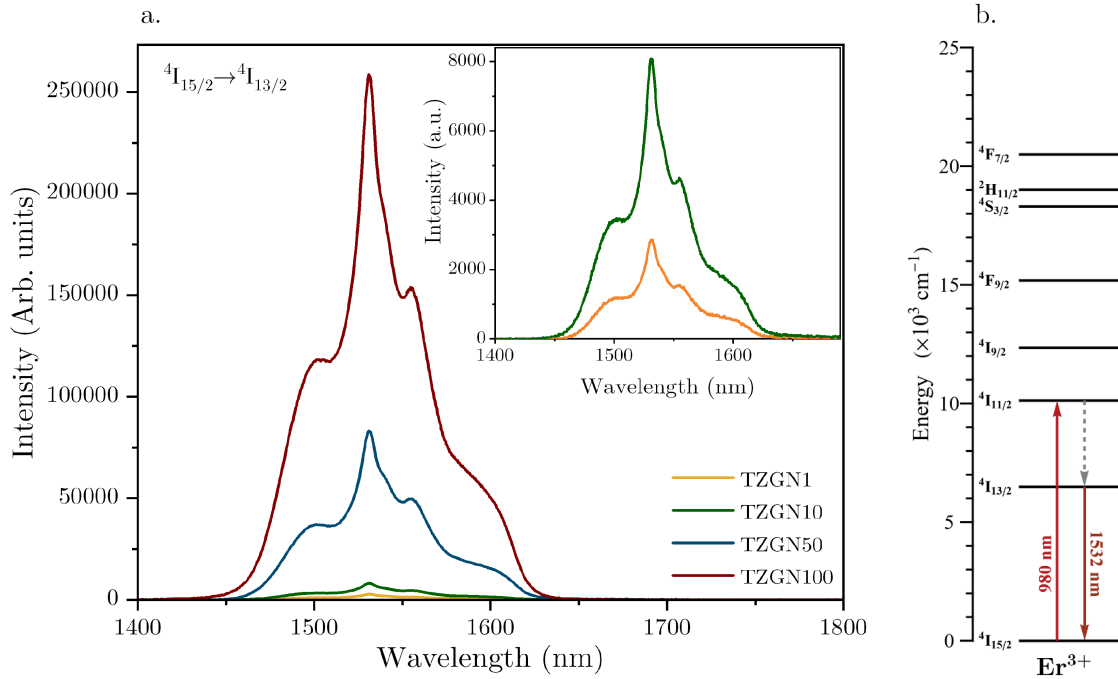 a.
⁴I₁₅/₂→⁴I₁₃/₂
Intensity (Arb. units)
250000
200000
150000
100000
50000
0
1400
1500
1600
1700
1800
Wavelength (nm)
TZGN1
TZGN10
TZGN50
TZGN100
Intensity (a.u.)
8000
6000
4000
2000
0
1400
1500
1600
Wavelength (nm)
b.
Energy (×10³ cm⁻¹)
25
20
15
10
5
0
⁴F₇/₂
²H₁₁/₂
⁴S₃/₂
⁴F₉/₂
⁴I₉/₂
⁴I₁₁/₂
⁴I₁₃/₂
⁴I₁₅/₂
980 nm
1532 nm
Er³⁺